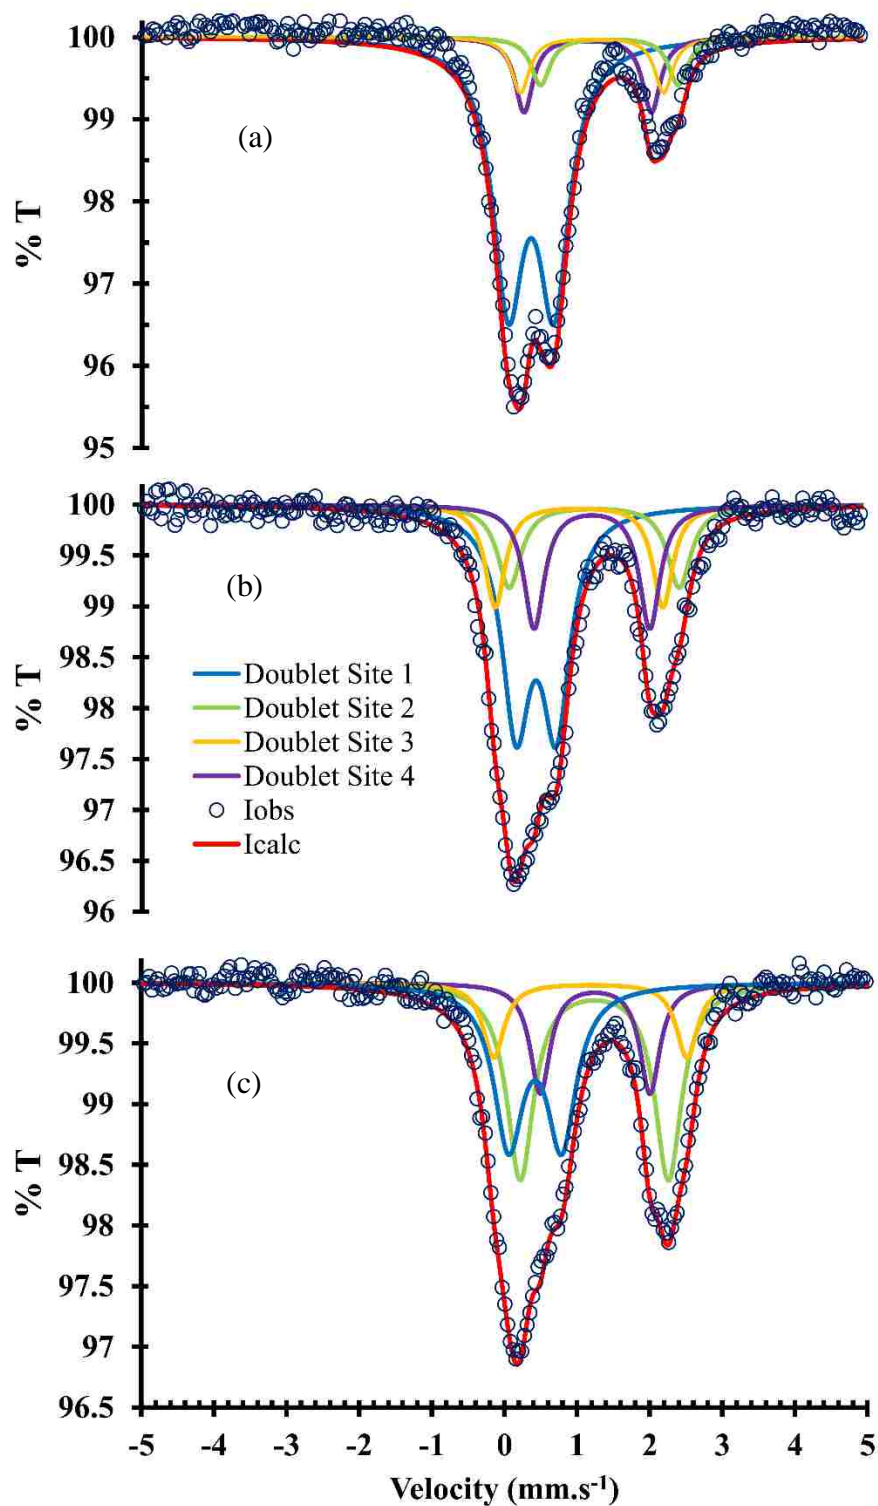 100
99
98
97
96
95
% T
(a)
100
99.5
99
98.5
98
97.5
97
96.5
96
% T
(b)
Doublet Site 1
Doublet Site 2
Doublet Site 3
Doublet Site 4
Iobs
Icalc
100
99.5
99
98.5
98
97.5
97
96.5
% T
(c)
-5 -4 -3 -2 -1 0 1 2 3 4 5
Velocity (mm.s-1)